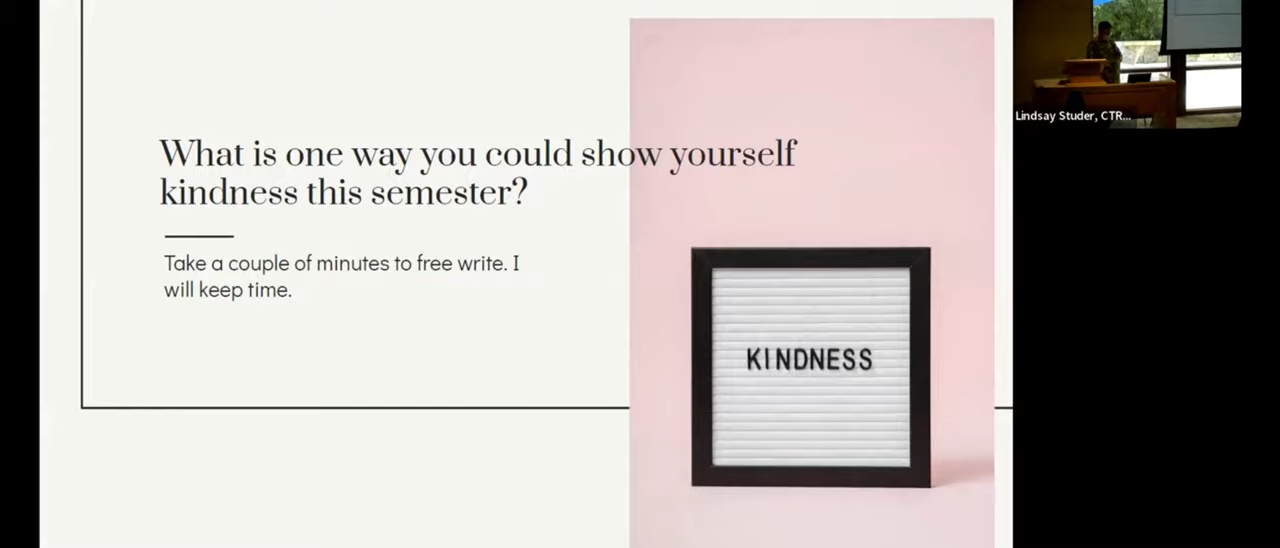 What is one way you could show yourself
kindness this semester?
Take a couple of minutes to free write. I
will keep time.
KINDNESS
Lindsay Studer, CTR...